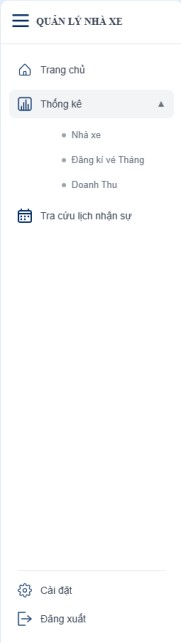 QUẢN LÝ NHÀ XE
Trang chủ
Thống kê
Nhà xe
Đăng kí vé Tháng
Doanh Thu
Tra cứu lịch nhận sự
Cài đặt
Đăng xuất